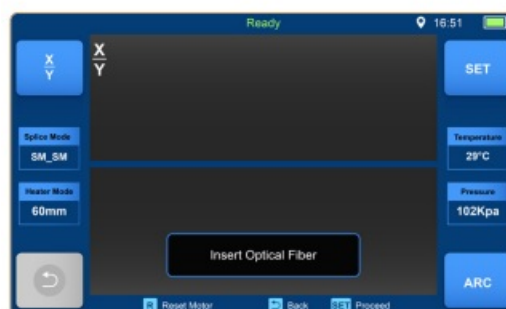 Ready
16:51
X
Y
X
Y
SET
Splice Mode
SM_SM
Temperature
29°C
Heater Mode
60mm
Pressure
102Kpa
Insert Optical Fiber
ARC
R Reset Motor
Back
SET Proceed